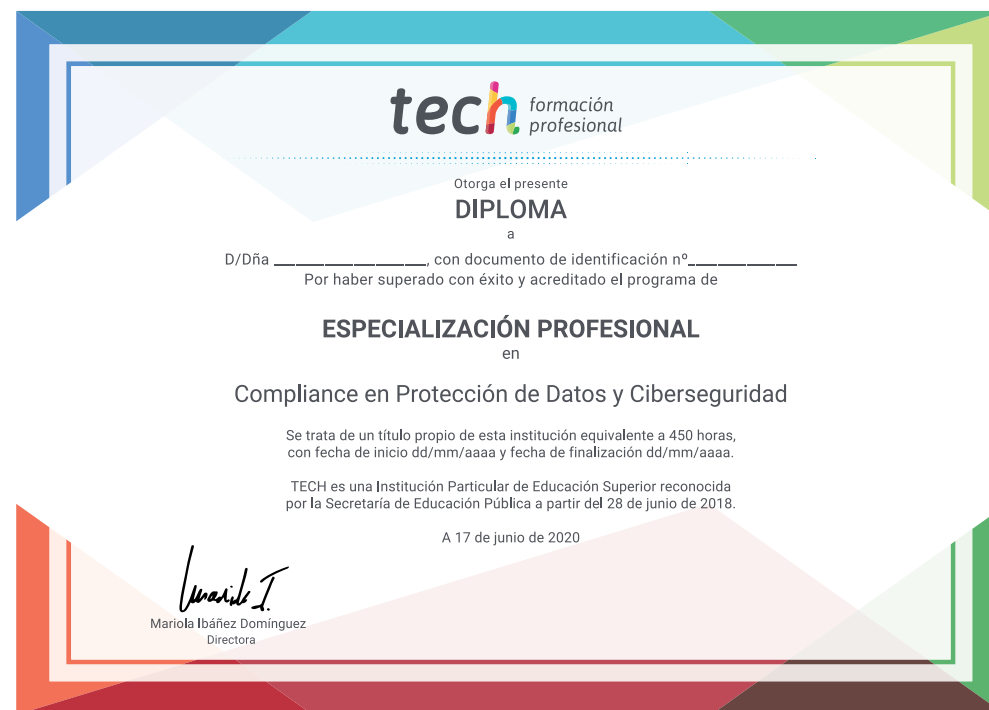 tech formación
profesional
Otorga el presente
DIPLOMA
a
D/Dña ______________, con documento de identificación nº__________
Por haber superado con éxito y acreditado el programa de
ESPECIALIZACIÓN PROFESIONAL
en
Compliance en Protección de Datos y Ciberseguridad
Se trata de un título propio de esta institución equivalente a 450 horas,
con fecha de inicio dd/mm/aaaa y fecha de finalización dd/mm/aaaa.
TECH es una Institución Particular de Educación Superior reconocida
por la Secretaría de Educación Pública a partir del 28 de junio de 2018.
A 17 de junio de 2020
Mariola Ibáñez Domínguez
Directora